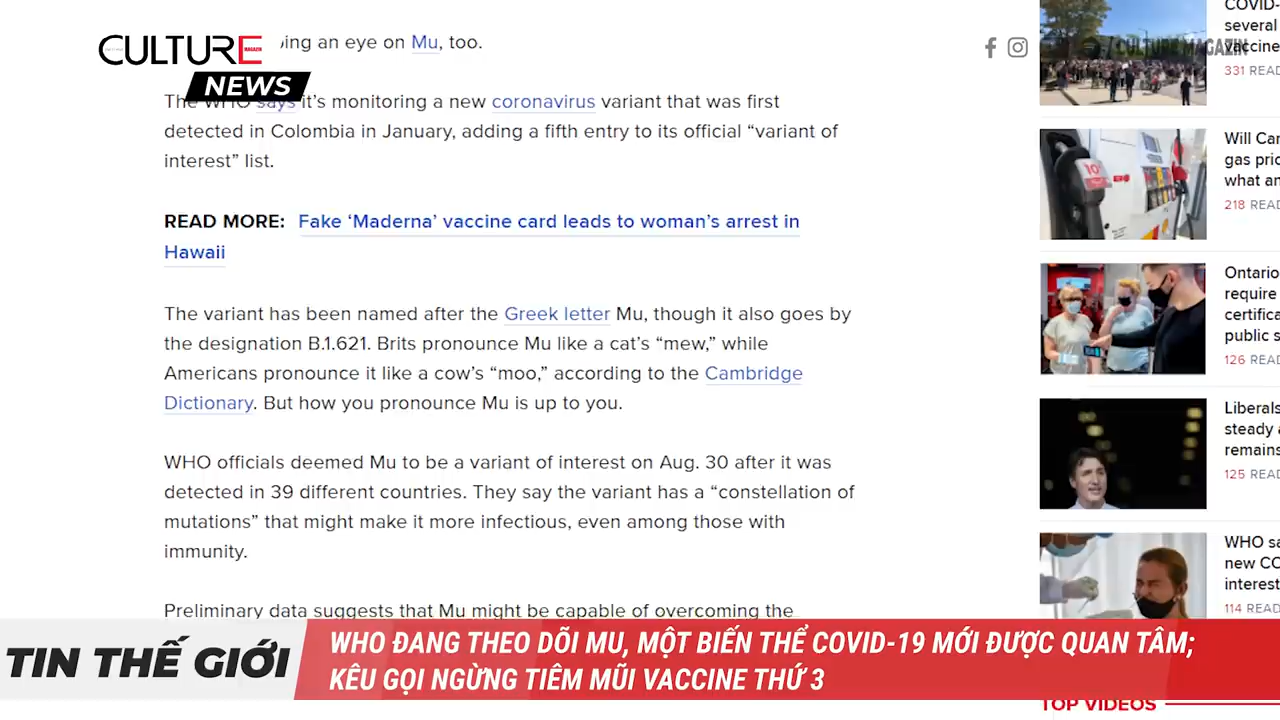 CULTURE
MAGAZIN
NEWS
ing an eye on Mu, too.
CULTURE MAGAZIN
The WHO says it’s monitoring a new coronavirus variant that was first
detected in Colombia in January, adding a fifth entry to its official “variant of
interest” list.
READ MORE: Fake ‘Maderna’ vaccine card leads to woman’s arrest in
Hawaii
The variant has been named after the Greek letter Mu, though it also goes by
the designation B.1.621. Brits pronounce Mu like a cat’s “mew,” while
Americans pronounce it like a cow’s “moo,” according to the Cambridge
Dictionary. But how you pronounce Mu is up to you.
WHO officials deemed Mu to be a variant of interest on Aug. 30 after it was
detected in 39 different countries. They say the variant has a “constellation of
mutations” that might make it more infectious, even among those with
immunity.
Preliminary data suggests that Mu might be capable of overcoming the
COVID-
several
vaccine
331 READ
Will Can
gas pric
what an
218 READ
Ontario
require
certifica
public s
126 READ
Liberals
steady a
remains
125 READ
WHO sa
new CO
interest
114 READ
TIN THẾ GIỚI
WHO ĐANG THEO DÕI MU, MỘT BIẾN THỂ COVID-19 MỚI ĐƯỢC QUAN TÂM;
KÊU GỌI NGỪNG TIÊM MŨI VACCINE THỨ 3
TOP VIDEOS